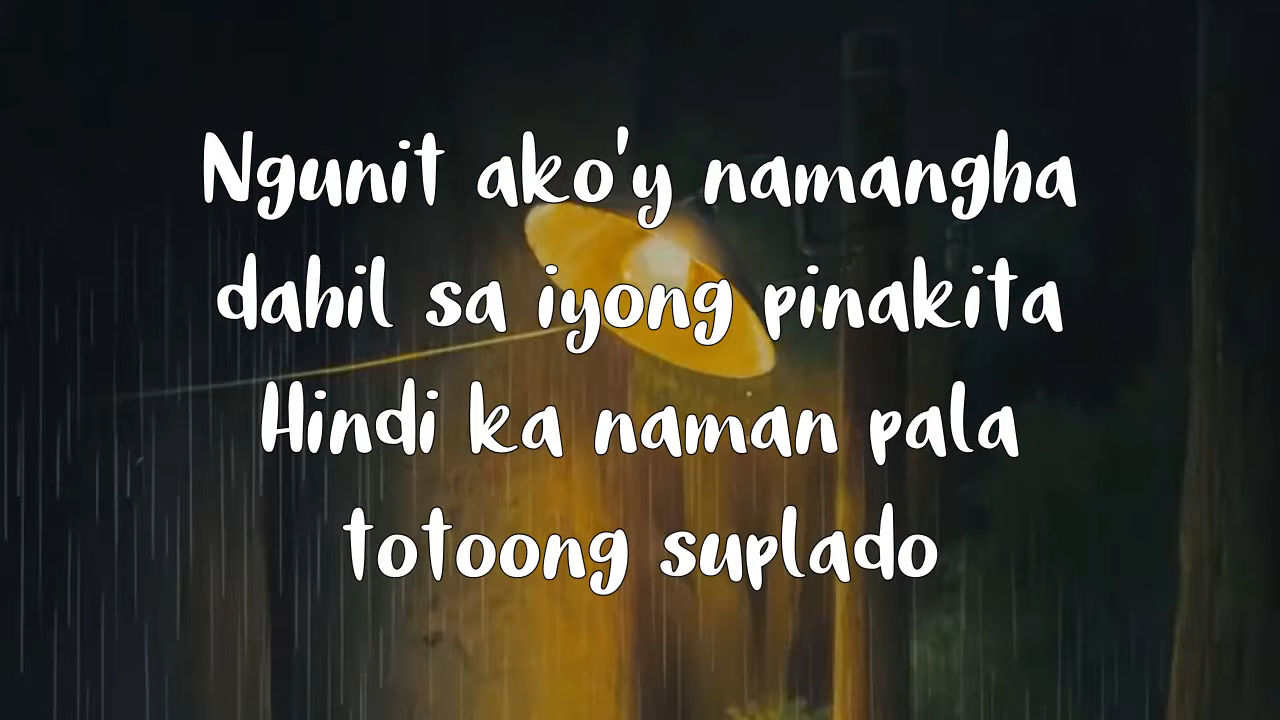 Ngunit ako'y namangha
dahil sa iyong pinakita
Hindi ka naman pala
totoong suplado